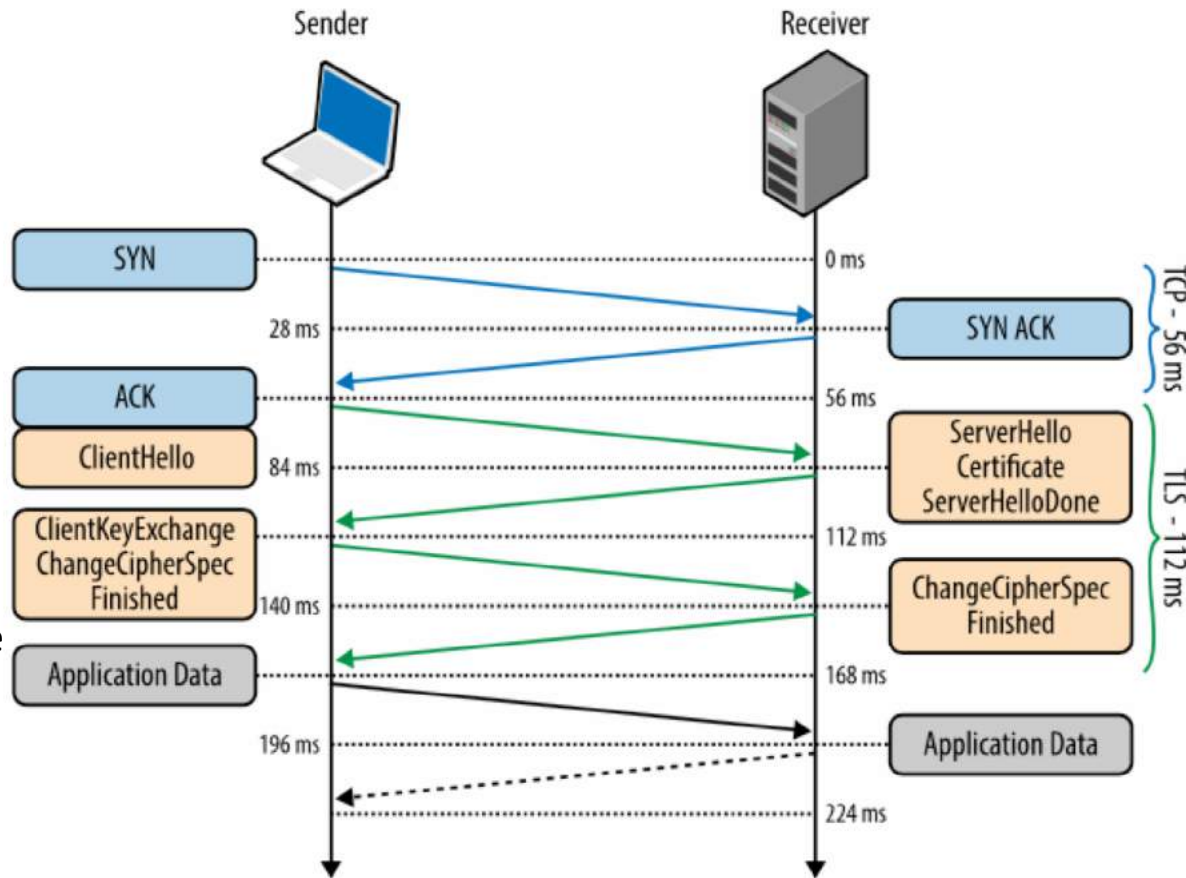 Sender
Receiver
SYN
0 ms
28 ms
SYN ACK
TCP - 56 ms
ACK
56 ms
ClientHello
84 ms
ServerHello
Certificate
ServerHelloDone
TLS - 112 ms
ClientKeyExchange
ChangeCipherSpec
Finished
112 ms
140 ms
ChangeCipherSpec
Finished
e
Application Data
168 ms
196 ms
Application Data
224 ms